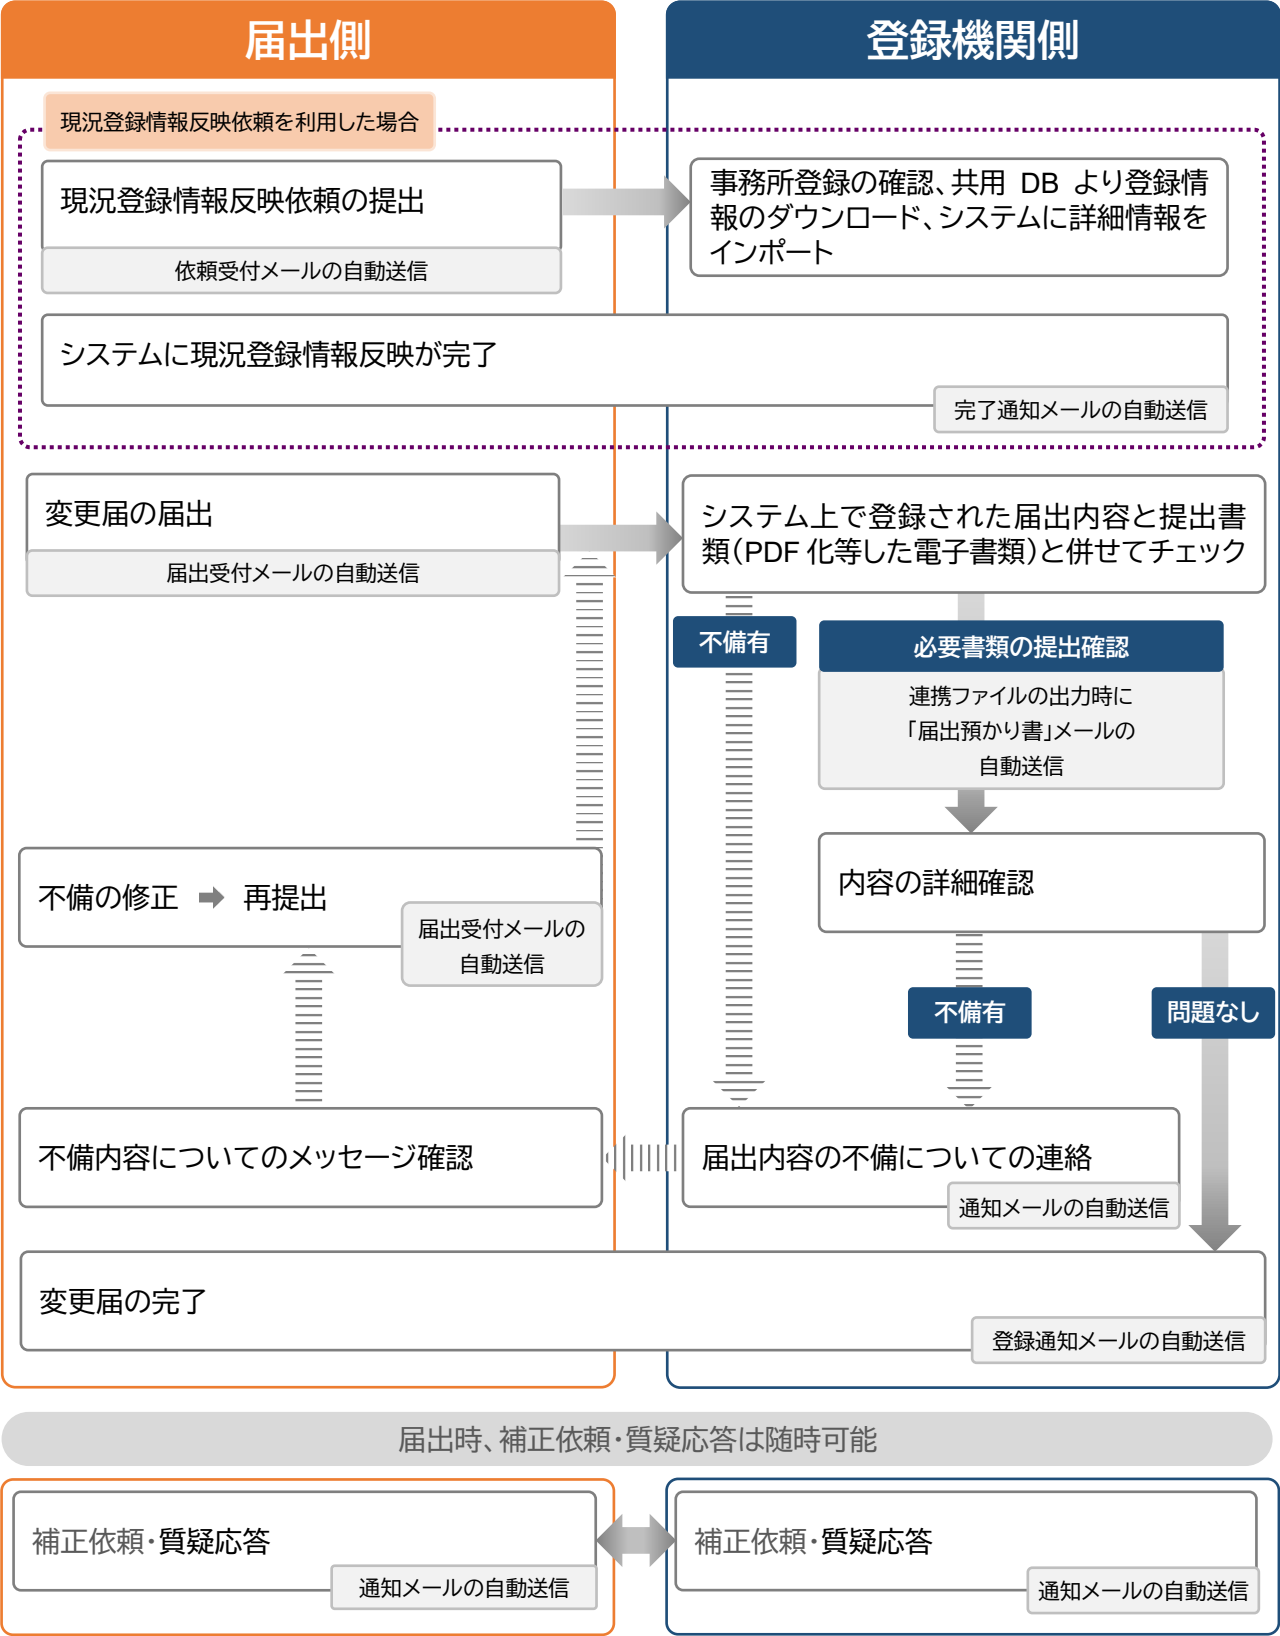 届出側
登録機関側
現況登録情報反映依頼を利用した場合
現況登録情報反映依頼の提出
依頼受付メールの自動送信
事務所登録の確認、共用 DB より登録情
報のダウンロード、システムに詳細情報を
インポート
システムに現況登録情報反映が完了
完了通知メールの自動送信
変更届の届出
届出受付メールの自動送信
システム上で登録された届出内容と提出書
類（PDF 化等した電子書類）と併せてチェック
不備有
必要書類の提出確認
連携ファイルの出力時に
「届出預かり書」メールの
自動送信
内容の詳細確認
不備の修正 ➡ 再提出
届出受付メールの
自動送信
不備有
問題なし
不備内容についてのメッセージ確認
届出内容の不備についての連絡
通知メールの自動送信
変更届の完了
登録通知メールの自動送信
届出時、補正依頼・質疑応答は随時可能
補正依頼・質疑応答
通知メールの自動送信
補正依頼・質疑応答
通知メールの自動送信